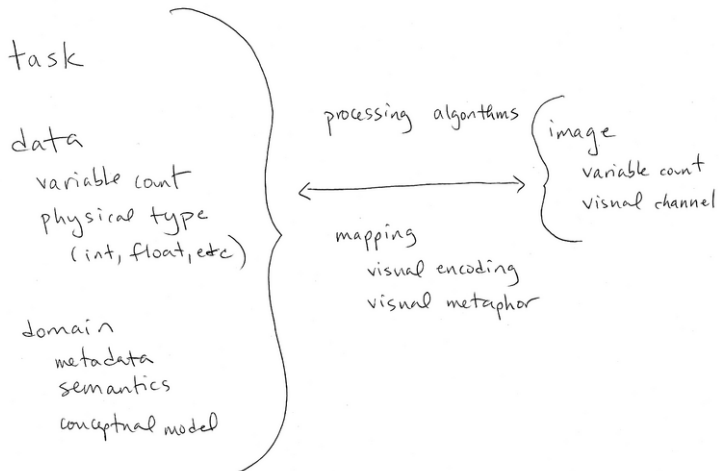 task
data
variable count
physical type
(int, float, etc)
domain
metadata
semantics
conceptual model
processing algorithms
mapping
visual encoding
visual metaphor
image
variable count
visual channel